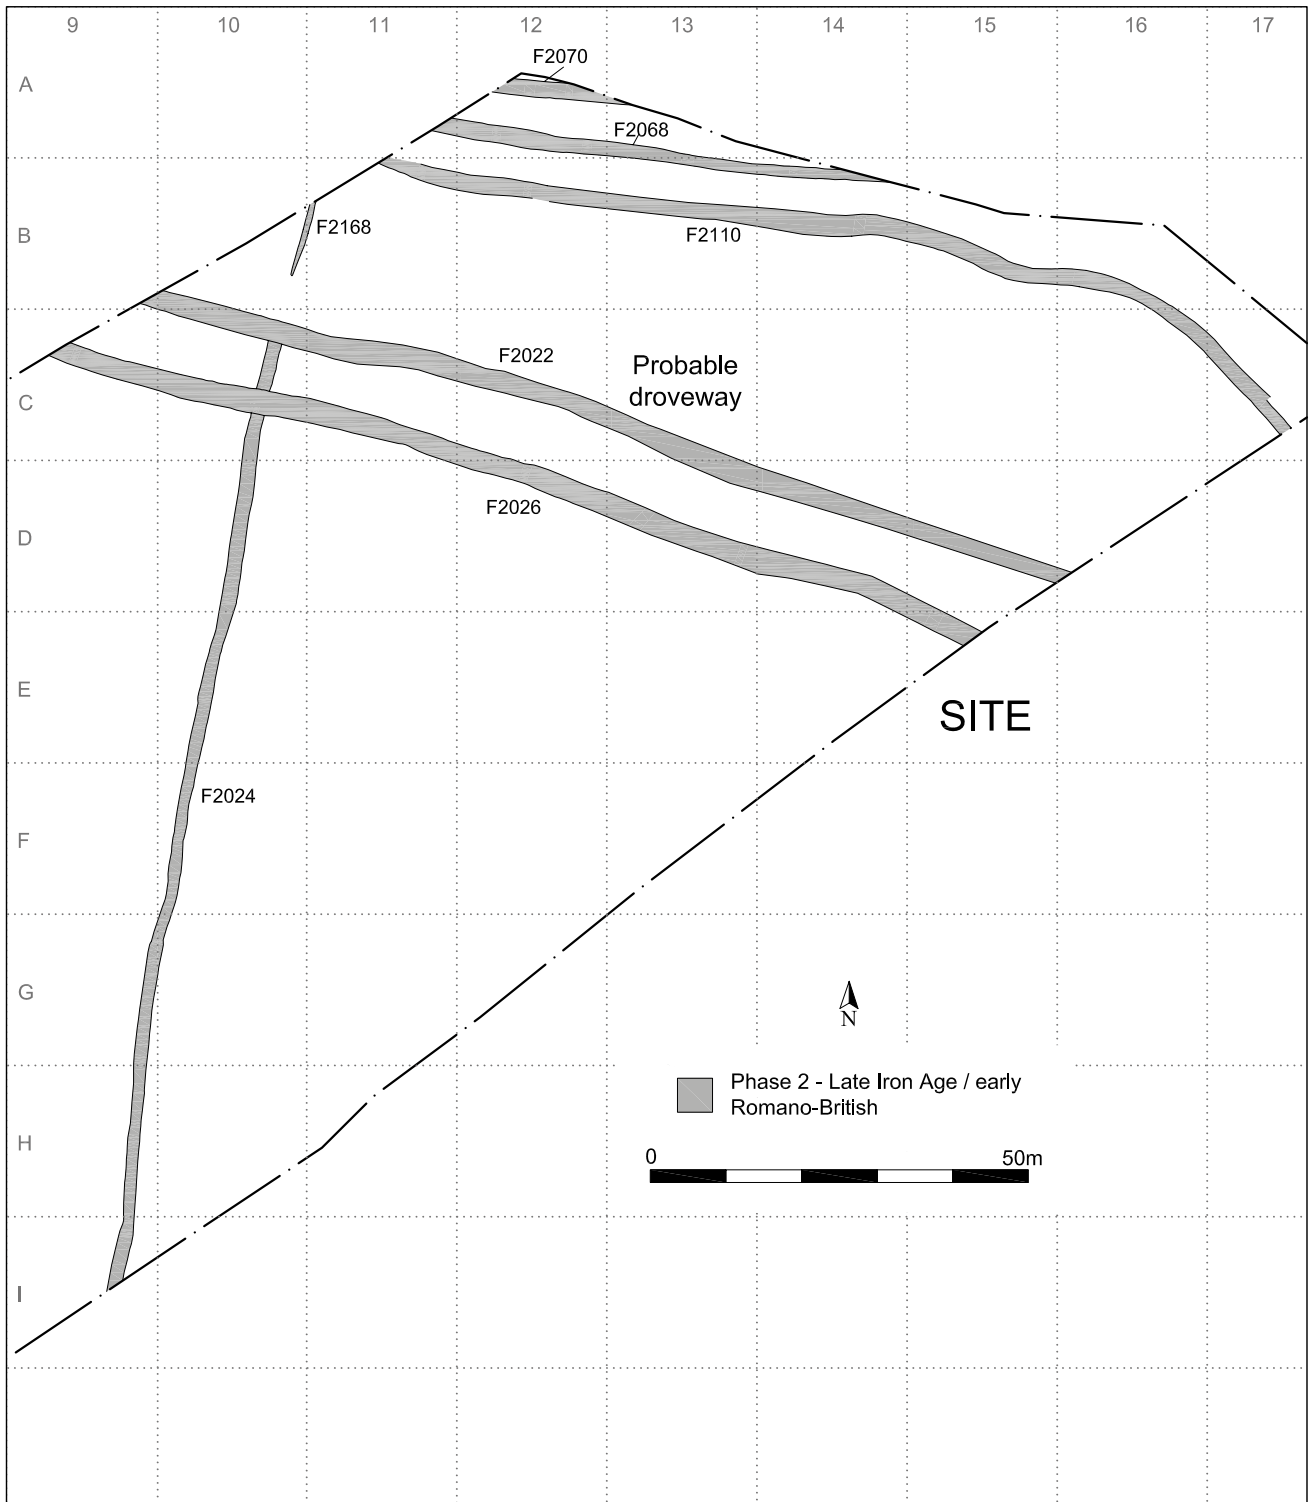 9 10 11 12 13 14 15 16 17
F2070
A
F2068
F2168
B
F2110
F2022
Probable
droveway
C
F2026
D
E
SITE
F2024
F
G
N
Phase 2 - Late Iron Age / early
Romano-British
H
0 50m
I